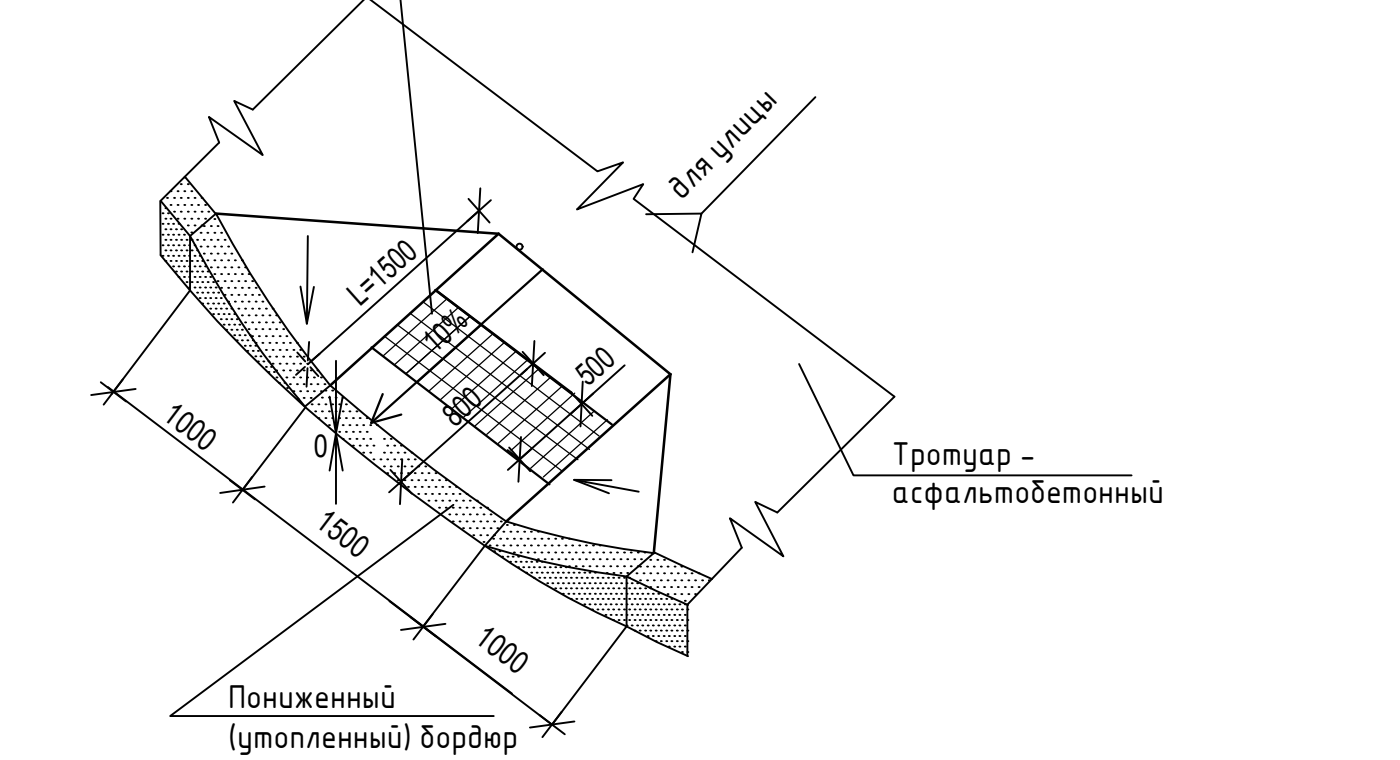 для улицы
L=1500
10%
500
800
1000
0
Тротуар –
асфальтобетонный
1500
1000
Пониженный
(утопленный) бордюр